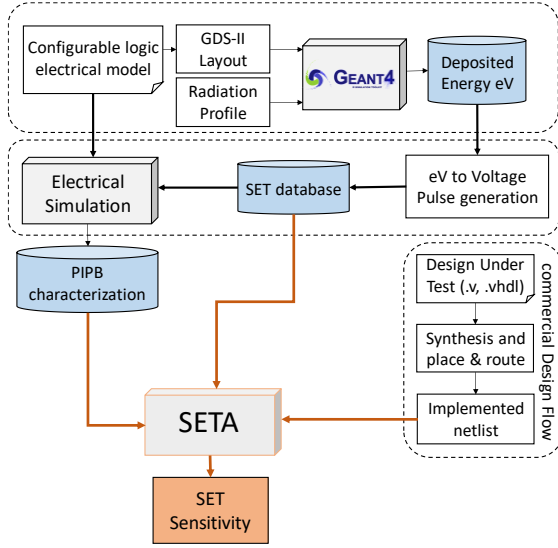 Configurable logic
electrical model
GDS-II
Layout
Radiation
Profile
GEANT4
Deposited
Energy eV
Electrical
Simulation
SET database
eV to Voltage
Pulse generation
PIPB
characterization
Design Under
Test (.v, .vhdl)
Synthesis and
place & route
Implemented
netlist
commercial Design Flow
SETA
SET
Sensitivity